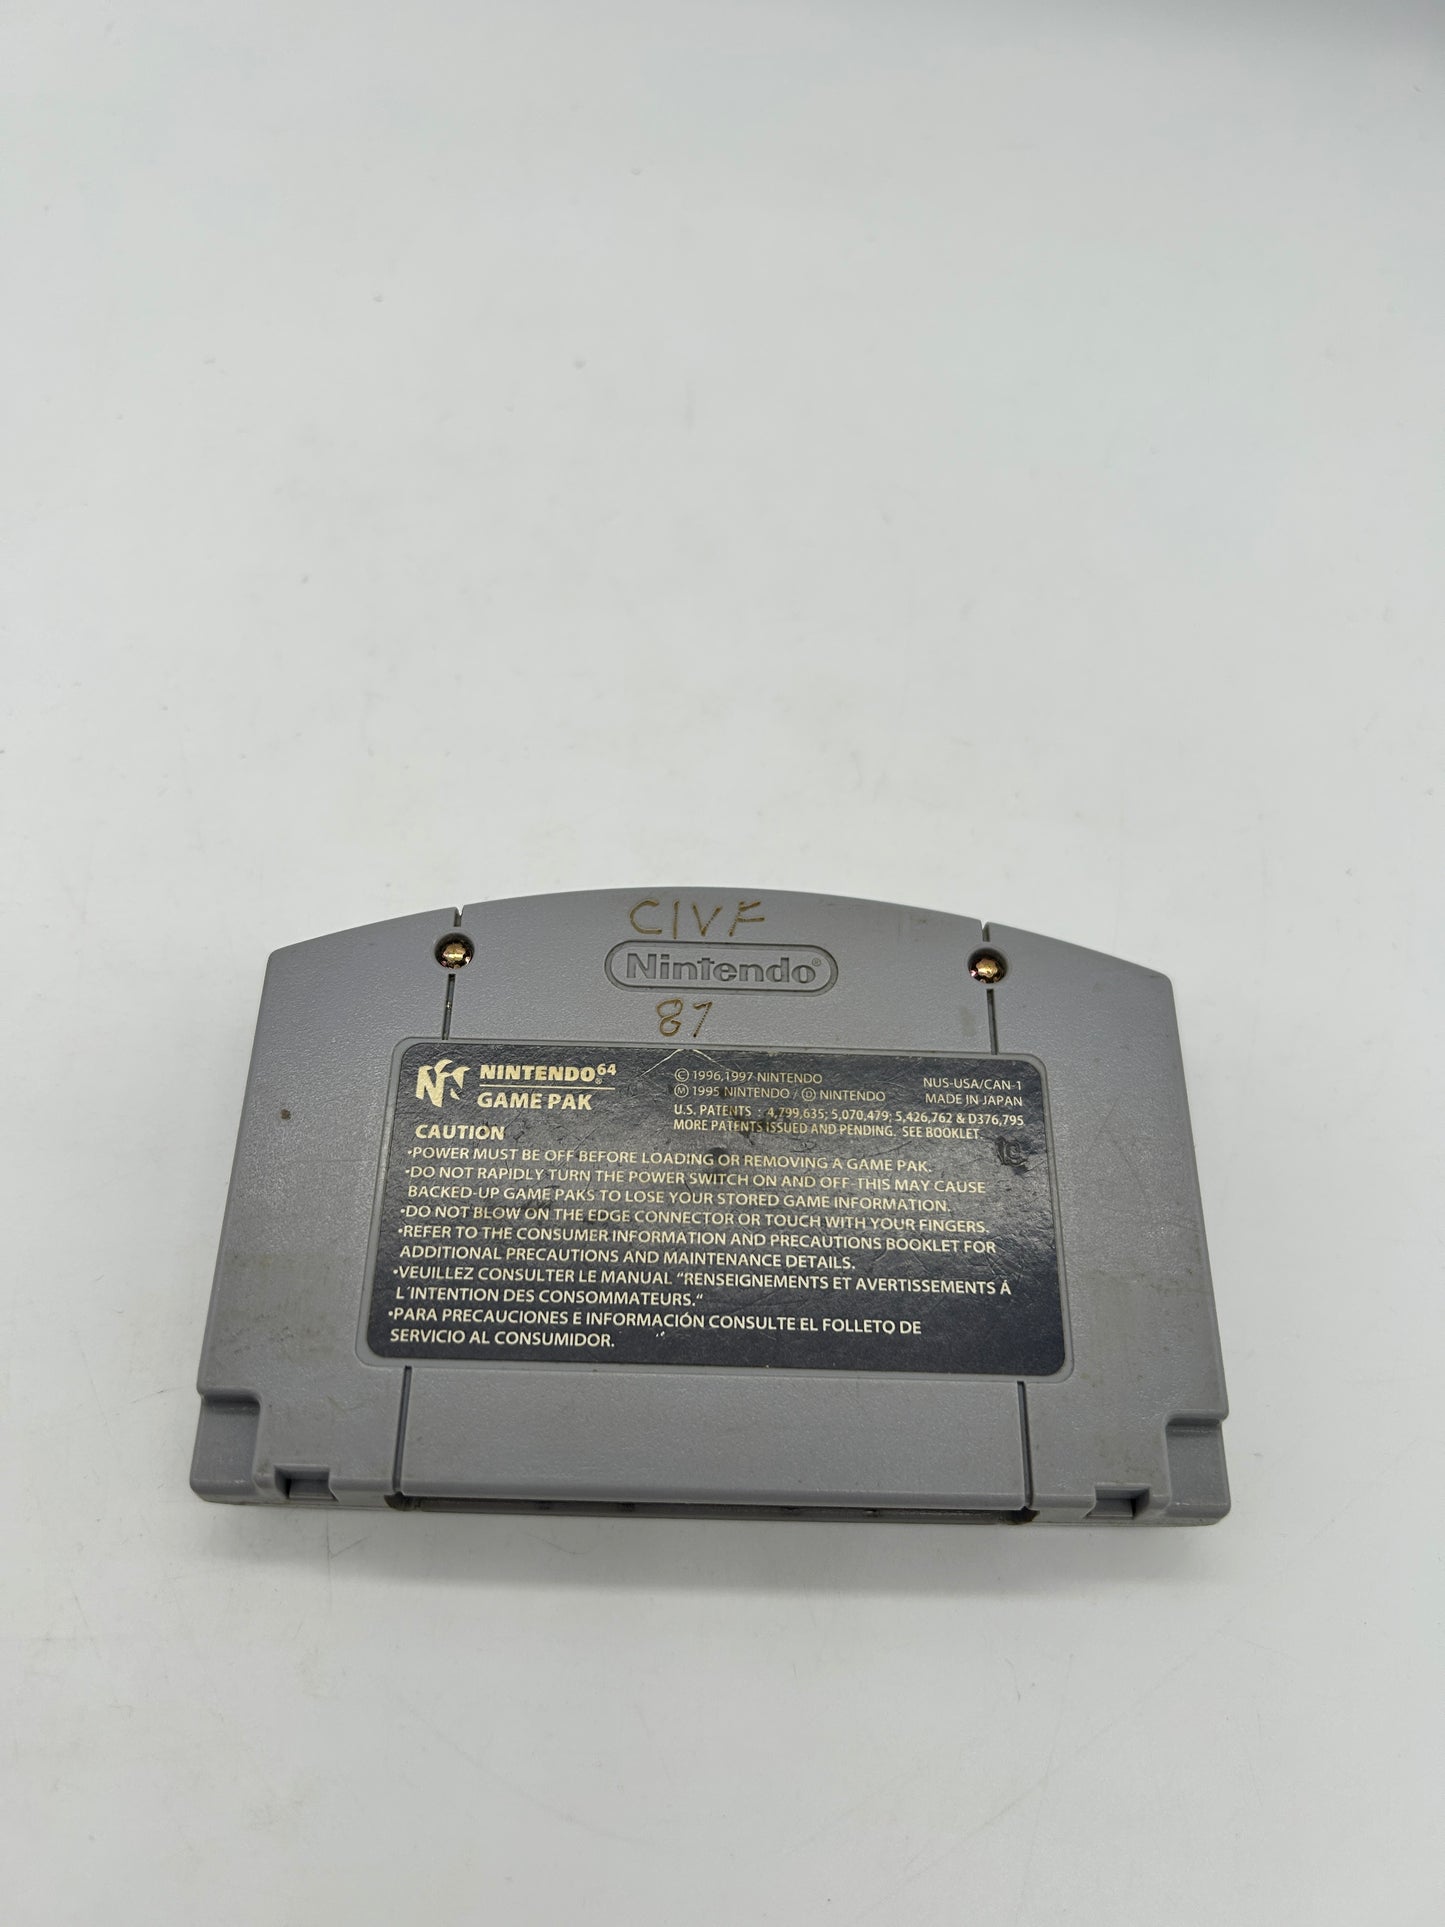 CIVF
Nintendo®
87
NINTENDO64®
GAME PAK
© 1996,1997 NINTENDO
Ⓜ 1995 NINTENDO / Ⓓ NINTENDO
NUS-USA/CAN-1
MADE IN JAPAN
U.S. PATENTS : 4,799,635; 5,070,479; 5,426,762 & D376,795
MORE PATENTS ISSUED AND PENDING. SEE BOOKLET.
CAUTION
•POWER MUST BE OFF BEFORE LOADING OR REMOVING A GAME PAK.
•DO NOT RAPIDLY TURN THE POWER SWITCH ON AND OFF-THIS MAY CAUSE
BACKED-UP GAME PAKS TO LOSE YOUR STORED GAME INFORMATION.
•DO NOT BLOW ON THE EDGE CONNECTOR OR TOUCH WITH YOUR FINGERS.
•REFER TO THE CONSUMER INFORMATION AND PRECAUTIONS BOOKLET FOR
ADDITIONAL PRECAUTIONS AND MAINTENANCE DETAILS.
•VEUILLEZ CONSULTER LE MANUAL "RENSEIGNEMENTS ET AVERTISSEMENTS Á
L'INTENTION DES CONSOMMATEURS."
•PARA PRECAUCIONES E INFORMACIÓN CONSULTE EL FOLLETO DE
SERVICIO AL CONSUMIDOR.